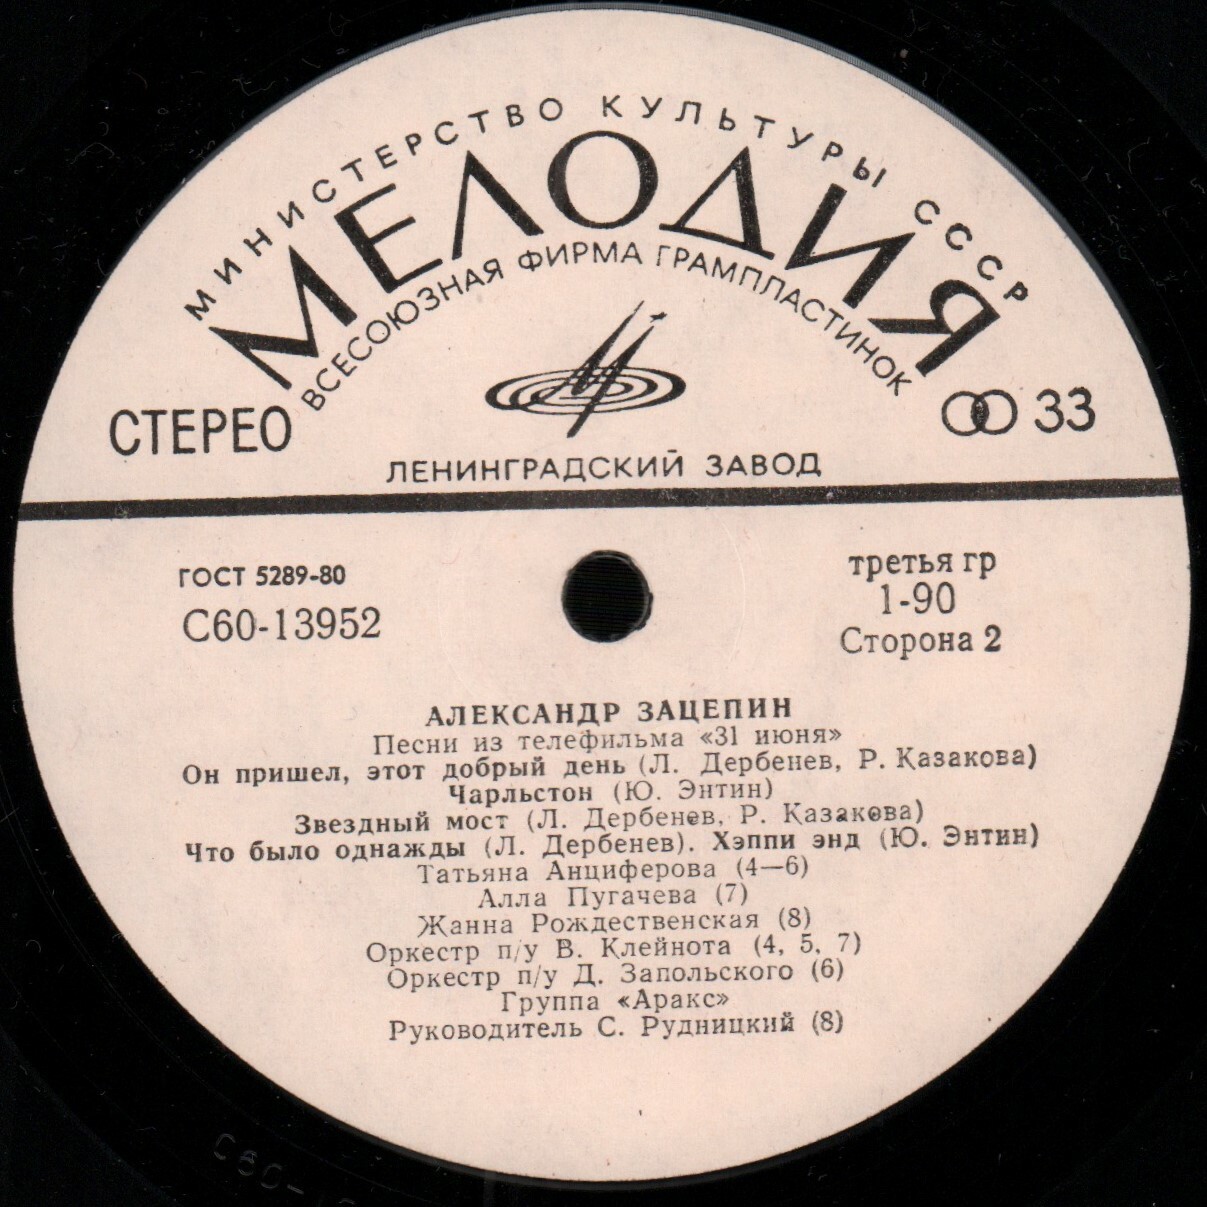 МИНИСТЕРСТВО КУЛЬТУРЫ СССР
МЕЛОДИЯ
ВСЕСОЮЗНАЯ ФИРМА ГРАМПЛАСТИНОК
СТЕРЕО
33
ЛЕНИНГРАДСКИЙ ЗАВОД
ГОСТ 5289-80
С60-13952
третья гр
1-90
Сторона 2
АЛЕКСАНДР ЗАЦЕПИН
Песни из телефильма «31 июня»
Он пришел, этот добрый день (Л. Дербенев, Р. Казакова)
Чарльстон (Ю. Энтин)
Звездный мост (Л. Дербенев, Р. Казакова)
Что было однажды (Л. Дербенев). Хэппи энд (Ю. Энтин)
Татьяна Анциферова (4—6)
Алла Пугачева (7)
Жанна Рождественская (8)
Оркестр п/у В. Клейнота (4, 5, 7)
Оркестр п/у Д. Запольского (6)
Группа «Аракс»
Руководитель С. Рудницкий (8)